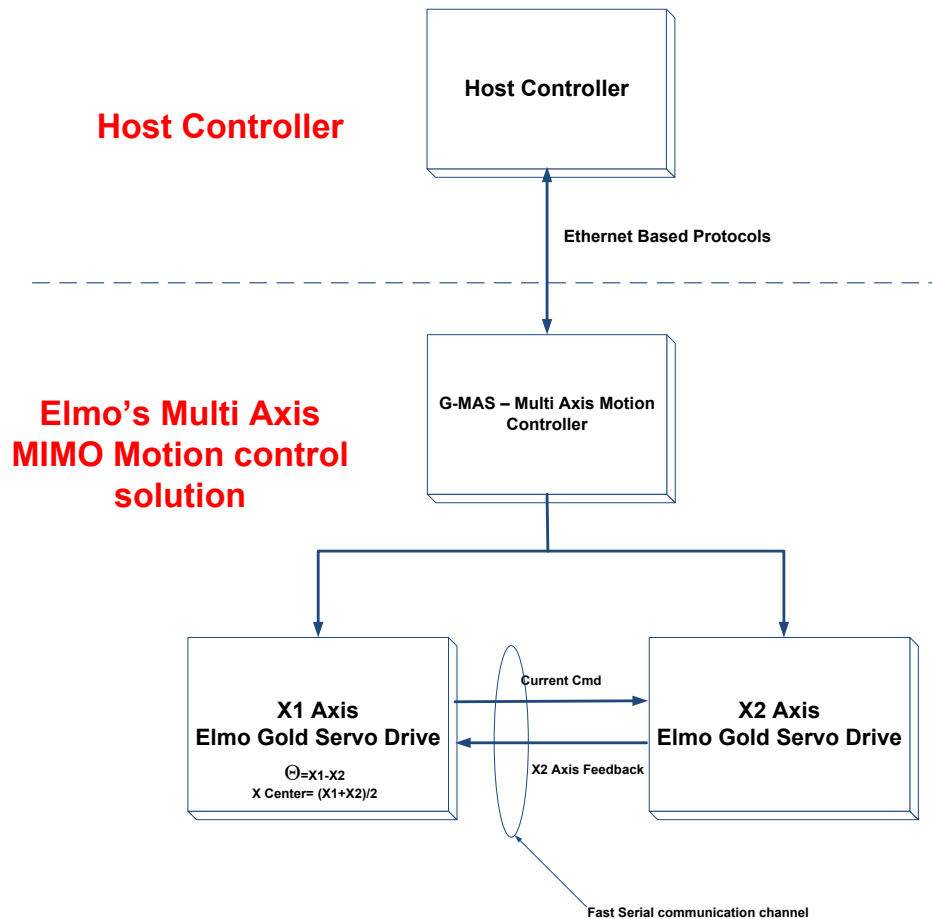 Host Controller
Host Controller
Ethernet Based Protocols
Elmo's Multi Axis
MIMO Motion control
solution
G-MAS – Multi Axis Motion
Controller
X1 Axis
Elmo Gold Servo Drive
Θ=X1-X2
X Center= (X1+X2)/2
Current Cmd
X2 Axis Feedback
X2 Axis
Elmo Gold Servo Drive
Fast Serial communication channel